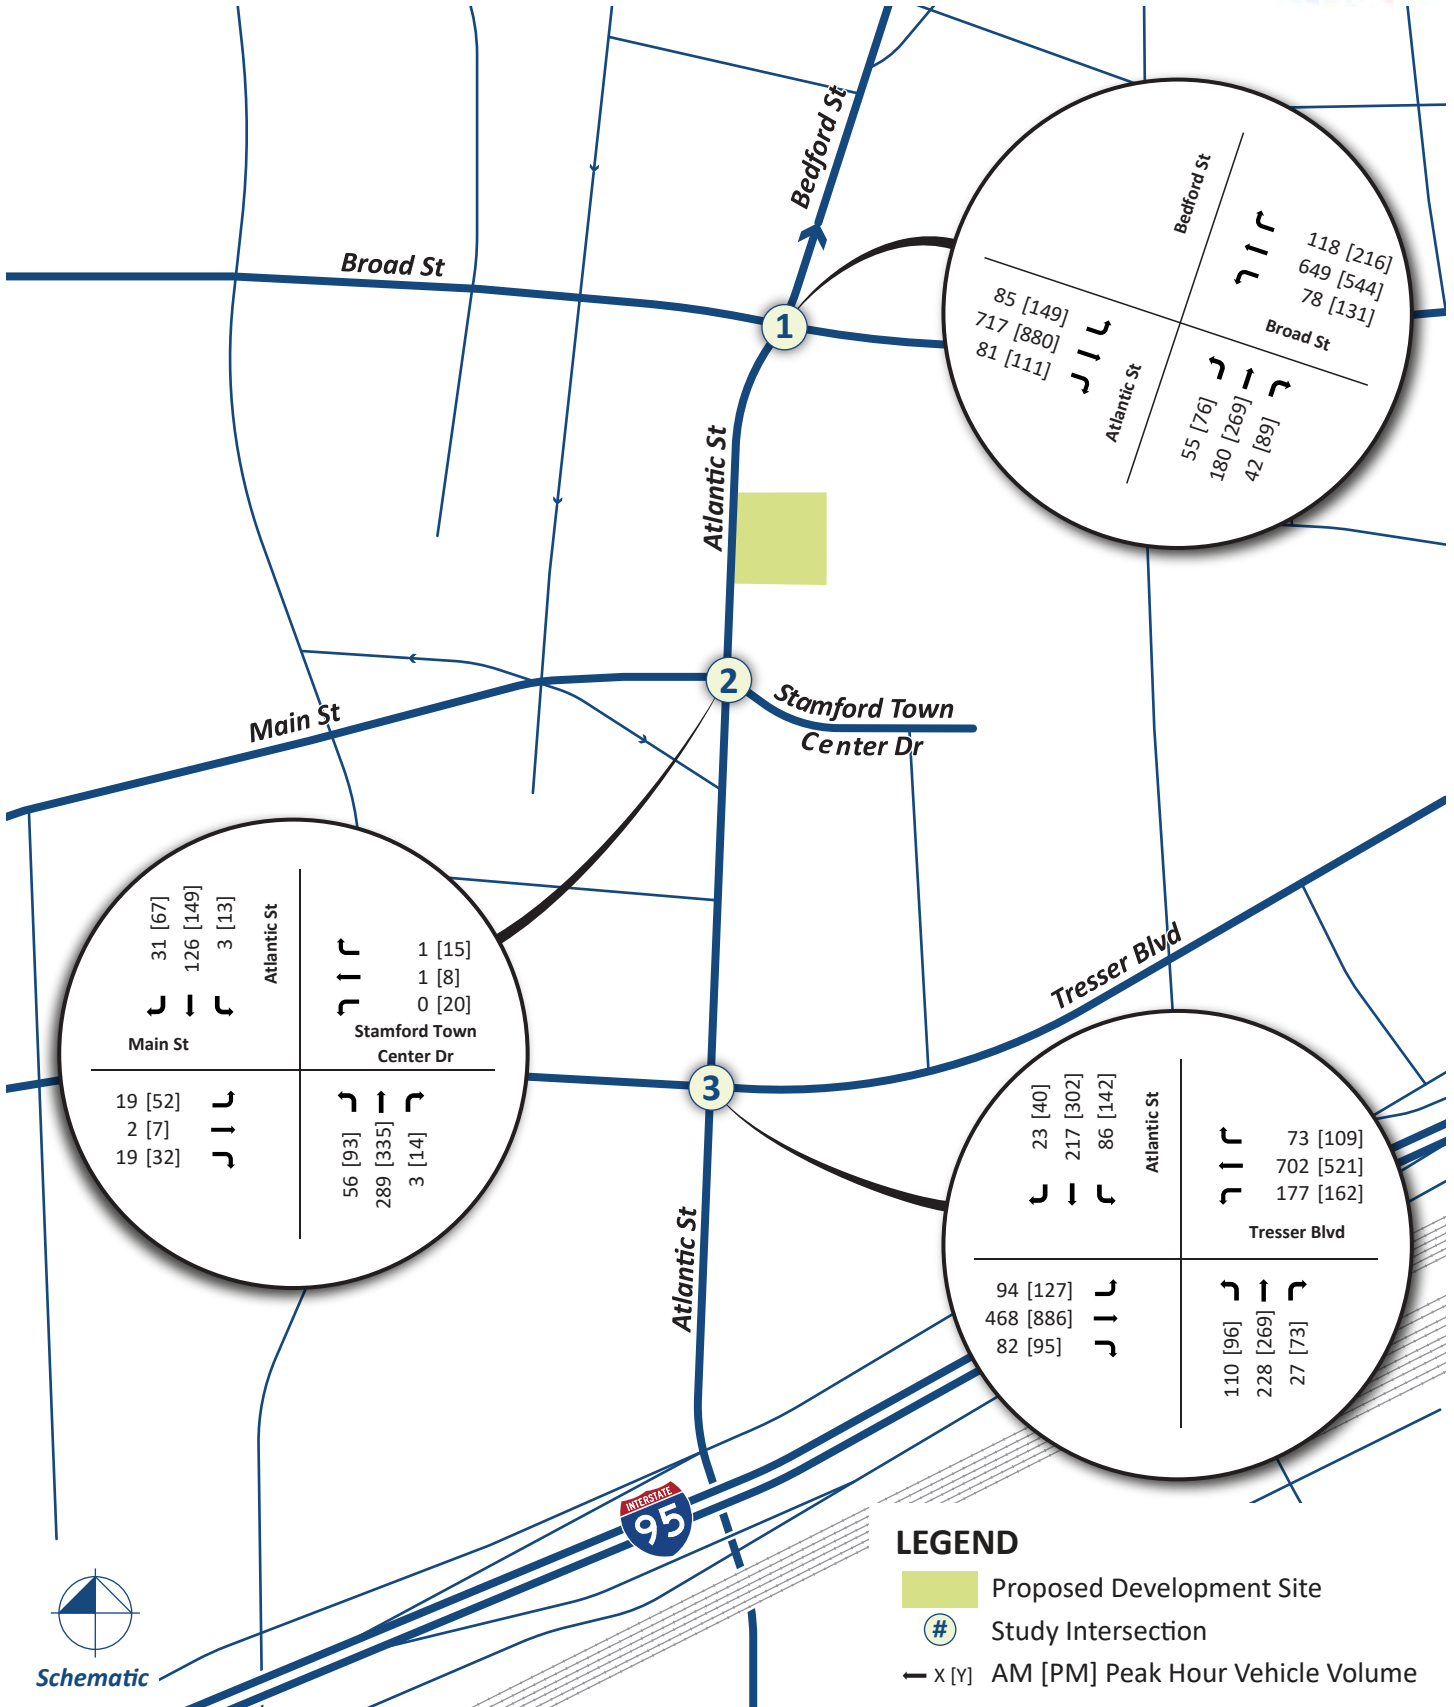 Bedford St
Broad St
1
Bedford St
118 [216]
649 [544]
78 [131]
Broad St
85 [149]
717 [880]
81 [111]
Atlantic St
55 [76]
180 [269]
42 [89]
Atlantic St
2
Stamford Town
Center Dr
Main St
31 [67]
126 [149]
3 [13]
Atlantic St
1 [15]
1 [8]
0 [20]
Stamford Town
Center Dr
Main St
19 [52]
2 [7]
19 [32]
56 [93]
289 [335]
3 [14]
Tresser Blvd
3
23 [40]
217 [302]
86 [142]
Atlantic St
73 [109]
702 [521]
177 [162]
Tresser Blvd
94 [127]
468 [886]
82 [95]
110 [96]
228 [269]
27 [73]
Atlantic St
INTERSTATE
95
Schematic
LEGEND
Proposed Development Site
# Study Intersection
X [Y] AM [PM] Peak Hour Vehicle Volume